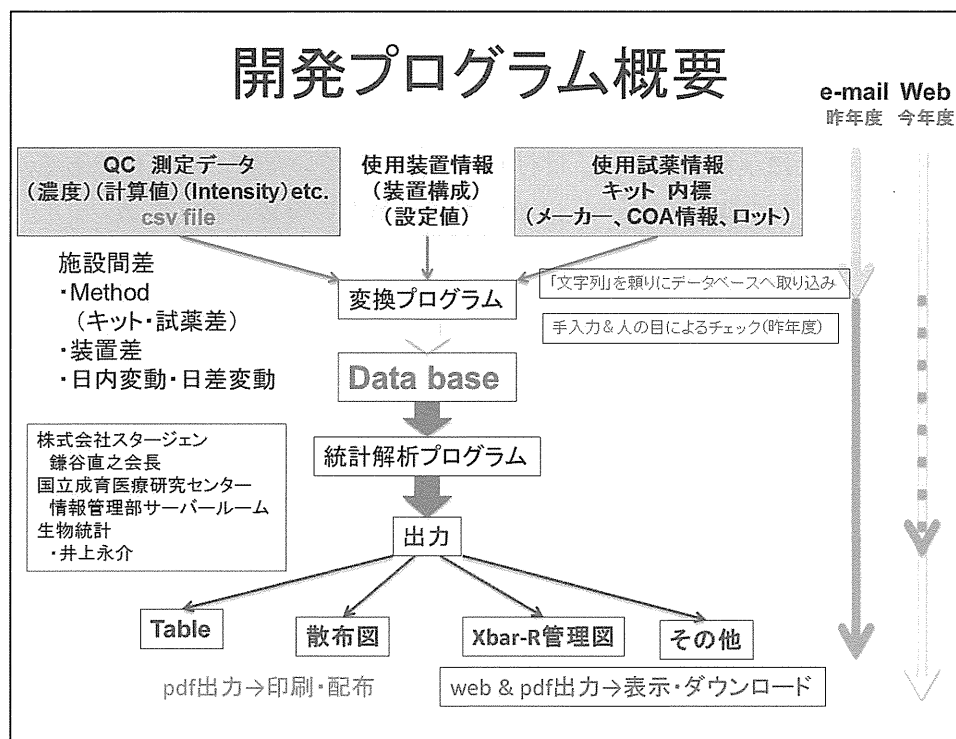 開発プログラム概要
e-mail Web
昨年度 今年度
QC 測定データ
(濃度)(計算値)(Intensity)etc.
csv file
使用装置情報
(装置構成)
(設定値)
使用試薬情報
キット 内標
(メーカー、COA情報、ロット)
施設間差
・Method
(キット・試薬差)
・装置差
・日内変動・日差変動
変換プログラム
「文字列」を頼りにデータベースへ取り込み
手入力&人の目によるチェック(昨年度)
Data base
統計解析プログラム
株式会社スタージェン
鎌谷直之会長
国立成育医療研究センター
情報管理部サーバールーム
生物統計
・井上永介
出力
Table
散布図
Xbar-R管理図
その他
pdf出力→印刷・配布
web & pdf出力→表示・ダウンロード